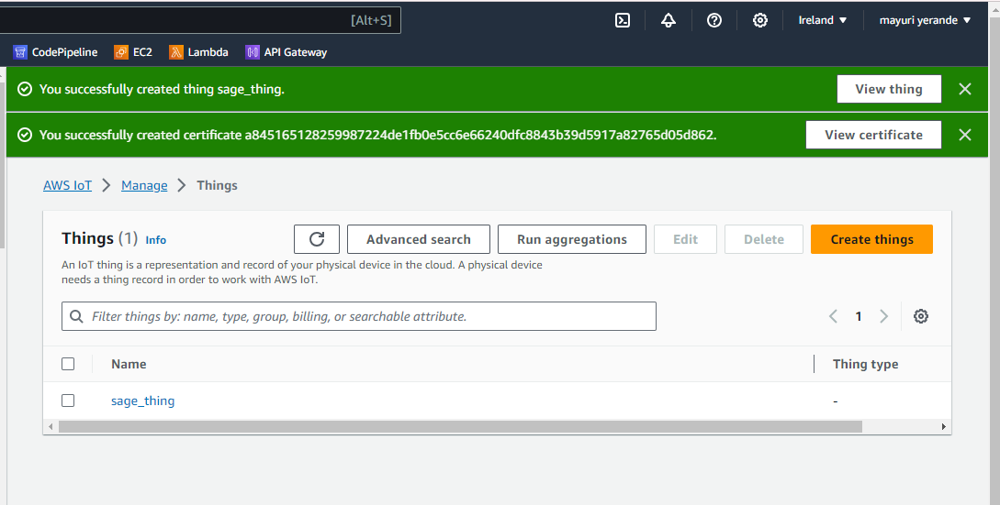 [Alt+S]
Ireland ▼
mayuri yerande ▼
CodePipeline
EC2
Lambda
API Gateway
You successfully created thing sage_thing.
View thing
You successfully created certificate a845165128259987224de1fb0e5cc6e66240dfc8843b39d5917a82765d05d862.
View certificate
AWS IoT > Manage > Things
Things (1) Info
Advanced search
Run aggregations
Edit
Delete
Create things
An IoT thing is a representation and record of your physical device in the cloud. A physical device
needs a thing record in order to work with AWS IoT.
Filter things by: name, type, group, billing, or searchable attribute.
1
Name
Thing type
sage_thing
-